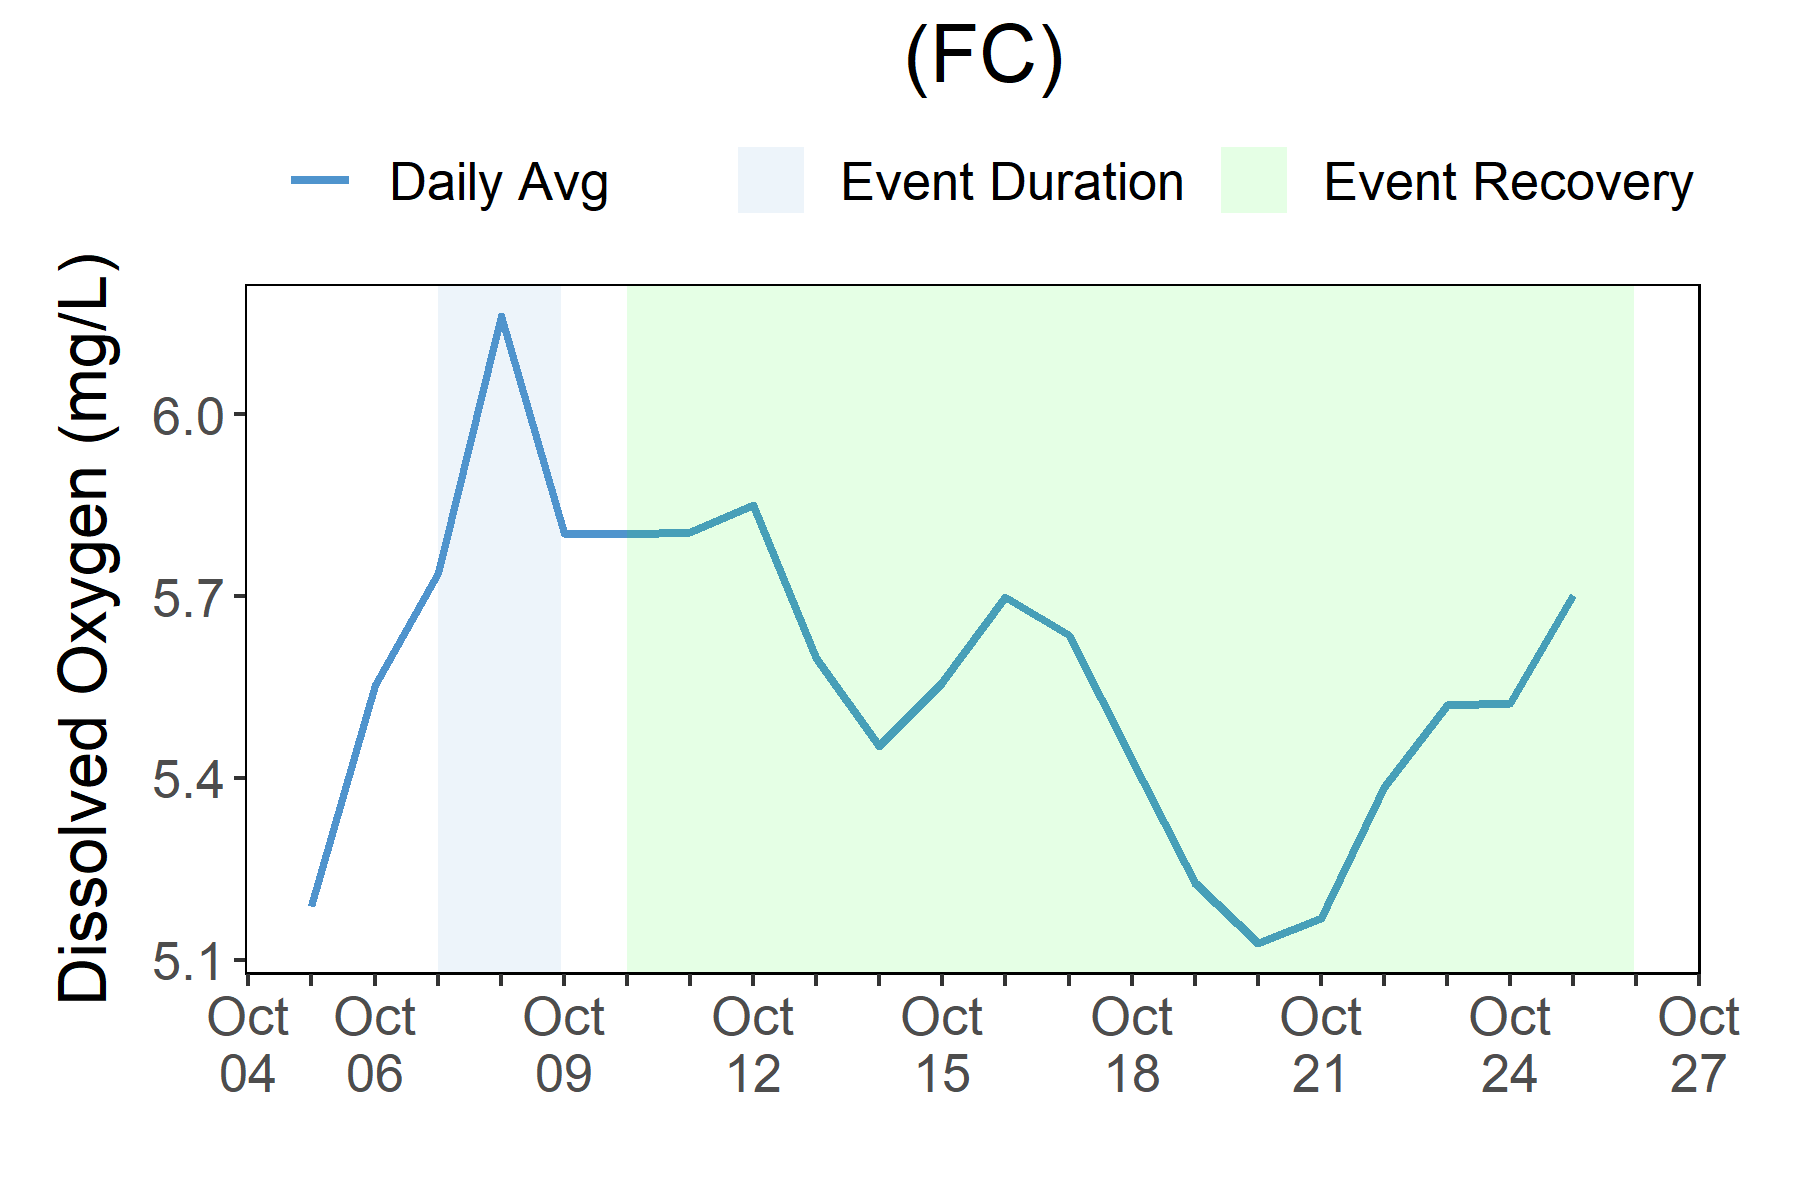 (FC)
Daily Avg
Event Duration
Event Recovery
Dissolved Oxygen (mg/L)
6.0
5.7
5.4
5.1
Oct 04
Oct 06
Oct 09
Oct 12
Oct 15
Oct 18
Oct 21
Oct 24
Oct 27